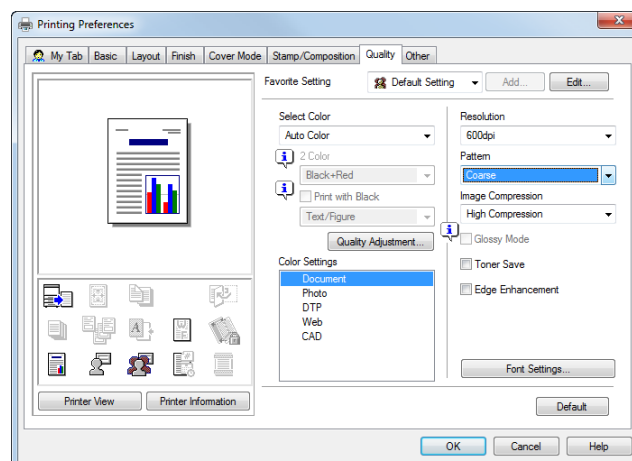 Printing Preferences
My Tab Basic Layout Finish Cover Mode Stamp/Composition Quality Other
Favorite Setting Default Setting Add... Edit...
Select Color
Auto Color
2 Color
Black+Red
Print with Black
Text/Figure
Quality Adjustment...
Color Settings
Document
Photo
DTP
Web
CAD
Resolution
600dpi
Pattern
Coarse
Image Compression
High Compression
Glossy Mode
Toner Save
Edge Enhancement
Font Settings...
Printer View Printer Information
Default
OK Cancel Help